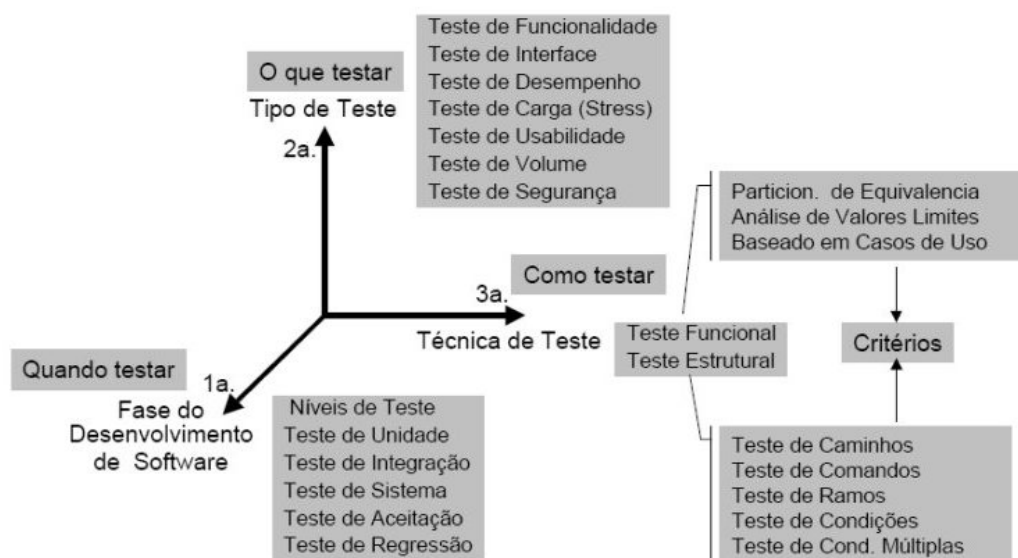 O que testar
Tipo de Teste
2a.
Teste de Funcionalidade
Teste de Interface
Teste de Desempenho
Teste de Carga (Stress)
Teste de Usabilidade
Teste de Volume
Teste de Segurança
Como testar
3a.
Técnica de Teste
Teste Funcional
Teste Estrutural
Particion. de Equivalencia
Análise de Valores Limites
Baseado em Casos de Uso
Critérios
Teste de Caminhos
Teste de Comandos
Teste de Ramos
Teste de Condições
Teste de Cond. Múltiplas
Quando testar
1a.
Fase do
Desenvolvimento
de Software
Níveis de Teste
Teste de Unidade
Teste de Integração
Teste de Sistema
Teste de Aceitação
Teste de Regressão